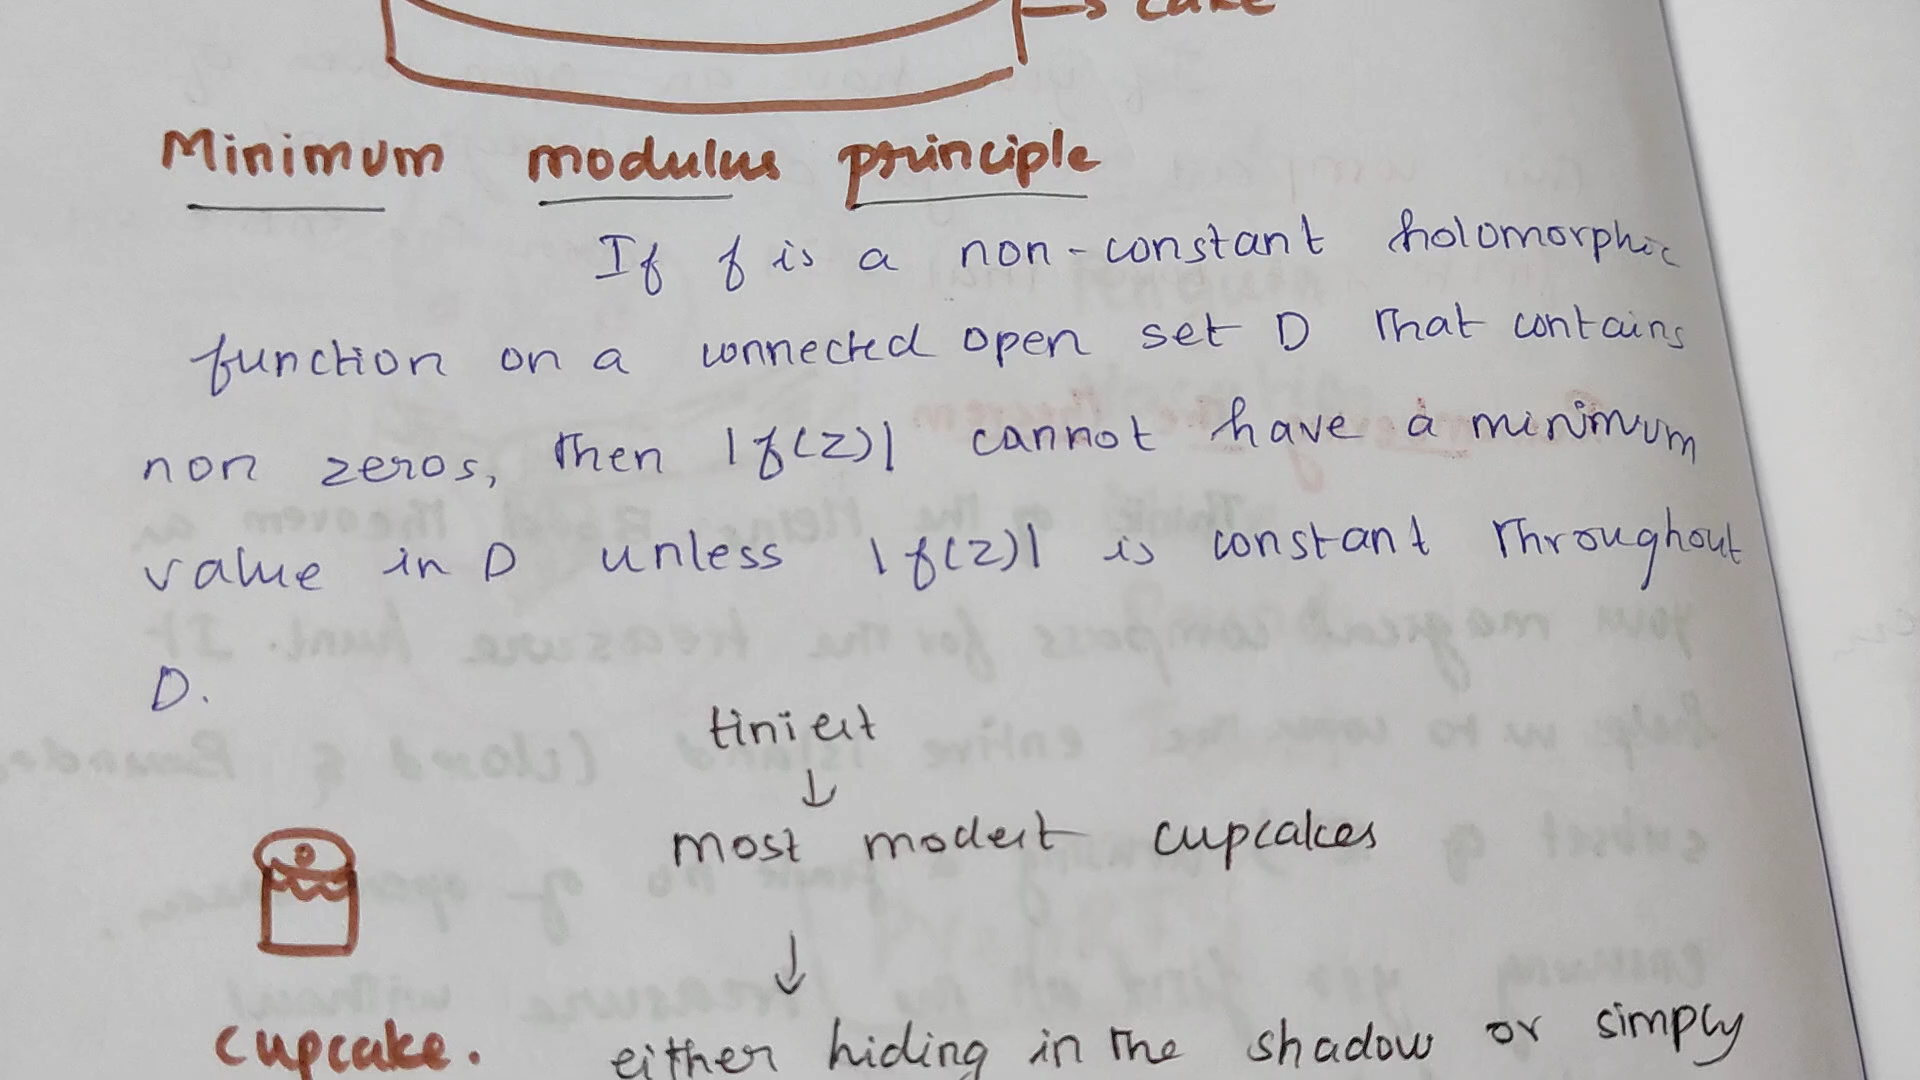 cake
Minimum modulus principle
If f is a non-constant holomorphic
function on a connected open set D that contains
non zeros, then |f(z)| cannot have a minimum
value in D unless |f(z)| is constant throughout
D.
tiniest
↓
most modest cupcakes
↓
cupcake. either hiding in the shadow or simply